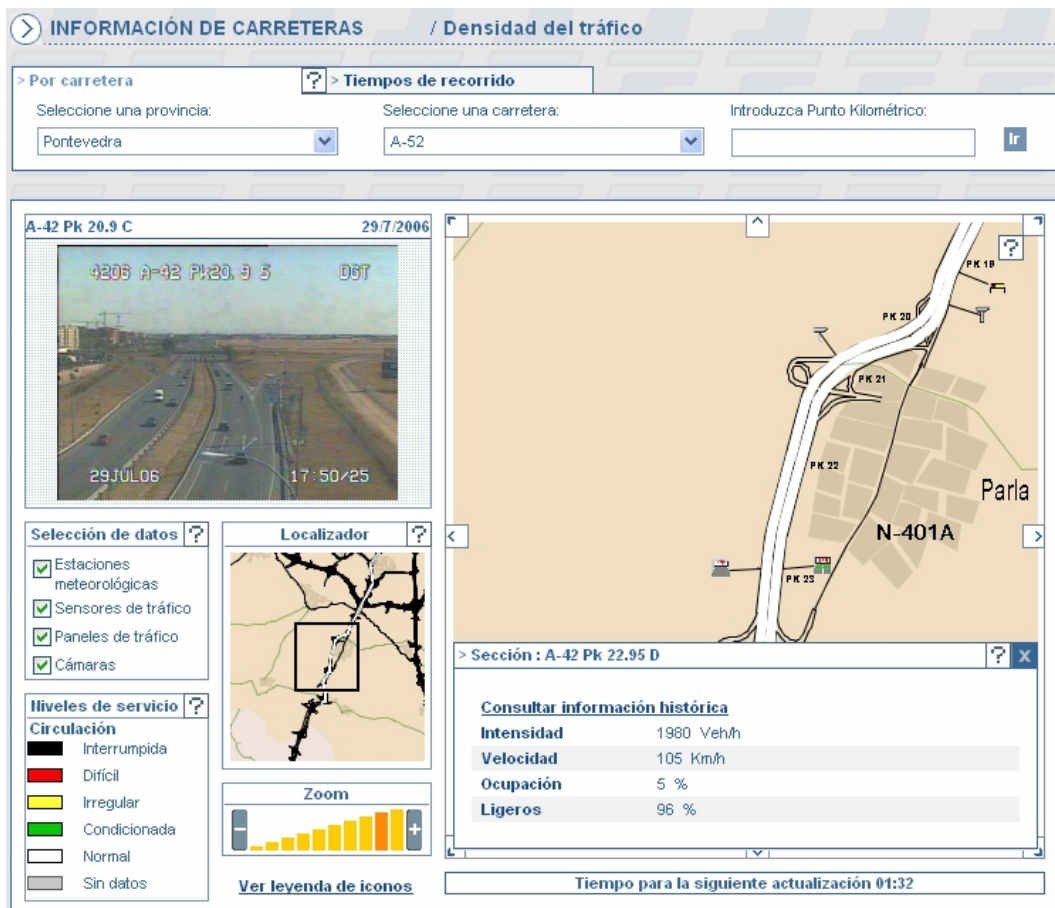 INFORMACIÓN DE CARRETERAS / Densidad del tráfico
> Por carretera ? > Tiempos de recorrido
Seleccione una provincia: Seleccione una carretera: Introduzca Punto Kilométrico:
Pontevedra A-52 Ir
A-42 Pk 20.9 C 29/7/2006
4206 A-42 PK20, 9 S DGT
29JUL06 17:50/25
?
PK 19
PK 20
PK 21
PK 22
Parla
N-401A
PK 23
Selección de datos ?
Estaciones meteorológicas
Sensores de tráfico
Paneles de tráfico
Cámaras
Localizador ?
Niveles de servicio ?
Circulación
Interrumpida
Difícil
Irregular
Condicionada
Normal
Sin datos
Zoom
- +
Ver leyenda de iconos
> Sección : A-42 Pk 22.95 D ? X
Consultar información histórica
Intensidad 1980 Veh/h
Velocidad 105 Km/h
Ocupación 5 %
Ligeros 96 %
Tiempo para la siguiente actualización 01:32